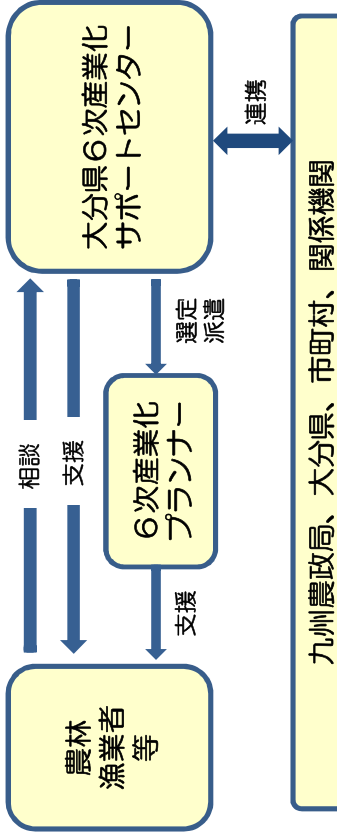 農林
漁業者
等
相談
支援
支援
６次産業化
プランナー
選定
派遣
大分県６次産業化
サポートセンター
連携
九州農政局、大分県、市町村、関係機関